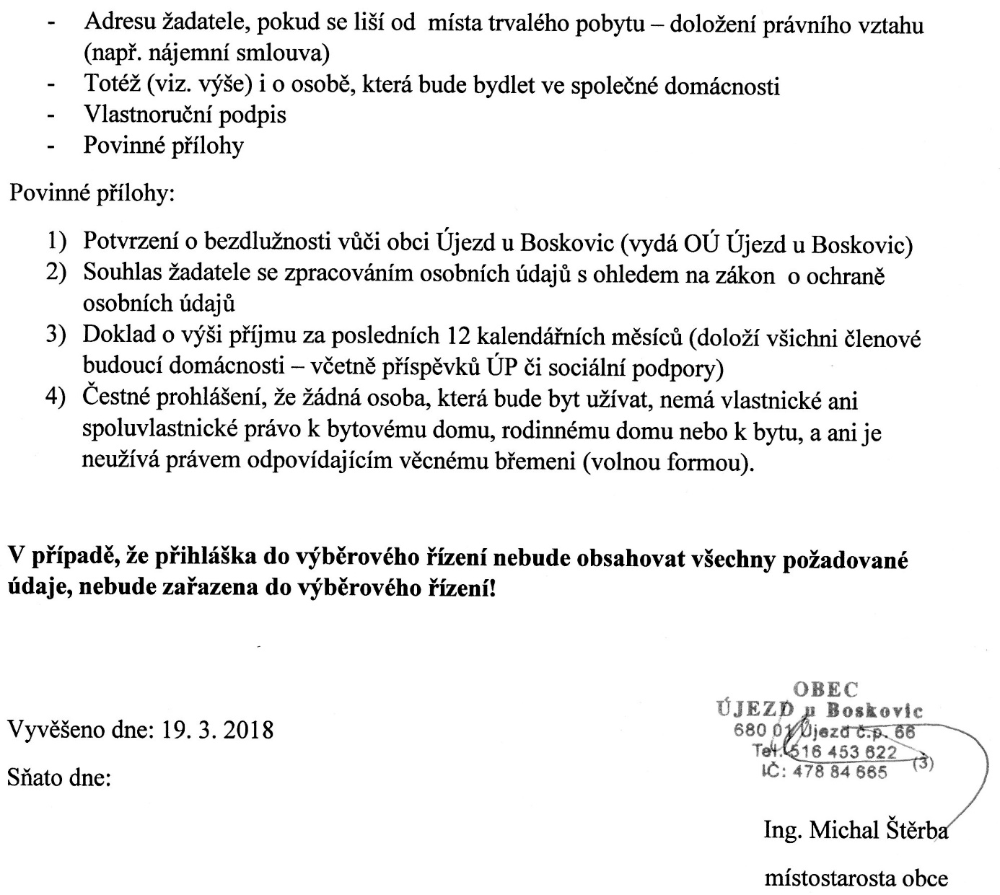 - Adresu žadatele, pokud se liší od místa trvalého pobytu – doložení právního vztahu
(např. nájemní smlouva)
- Totéž (viz. výše) i o osobě, která bude bydlet ve společné domácnosti
- Vlastnoruční podpis
- Povinné přílohy
Povinné přílohy:
1) Potvrzení o bezdlužnosti vůči obci Újezd u Boskovic (vydá OÚ Újezd u Boskovic)
2) Souhlas žadatele se zpracováním osobních údajů s ohledem na zákon o ochraně
osobních údajů
3) Doklad o výši příjmu za posledních 12 kalendářních měsíců (doloží všichni členové
budoucí domácnosti – včetně příspěvků ÚP či sociální podpory)
4) Čestné prohlášení, že žádná osoba, která bude byt užívat, nemá vlastnické ani
spoluvlastnické právo k bytovému domu, rodinnému domu nebo k bytu, a ani je
neužívá právem odpovídajícím věcnému břemeni (volnou formou).
V případě, že přihláška do výběrového řízení nebude obsahovat všechny požadované
údaje, nebude zařazena do výběrového řízení!
OBEC
ÚJEZD u Boskovic
680 01 Újezd č.p. 66
Tel. 516 453 622
IČ: 478 84 665 (3)
Vyvěšeno dne: 19. 3. 2018
Sňato dne:
Ing. Michal Štěrba
místostarosta obce